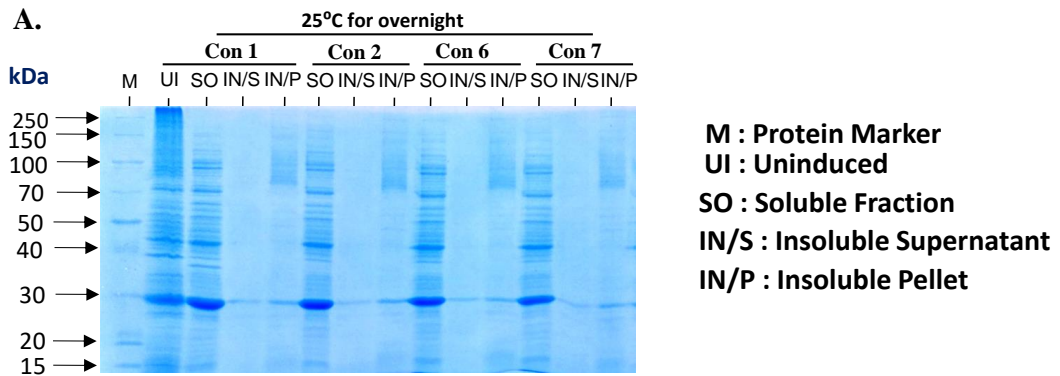 A.
25°C for overnight
Con 1 Con 2 Con 6 Con 7
kDa M UI SO IN/S IN/P SO IN/S IN/P SO IN/S IN/P SO IN/S IN/P
250
150
100
70
50
40
30
20
15
M : Protein Marker
UI : Uninduced
SO : Soluble Fraction
IN/S : Insoluble Supernatant
IN/P : Insoluble Pellet